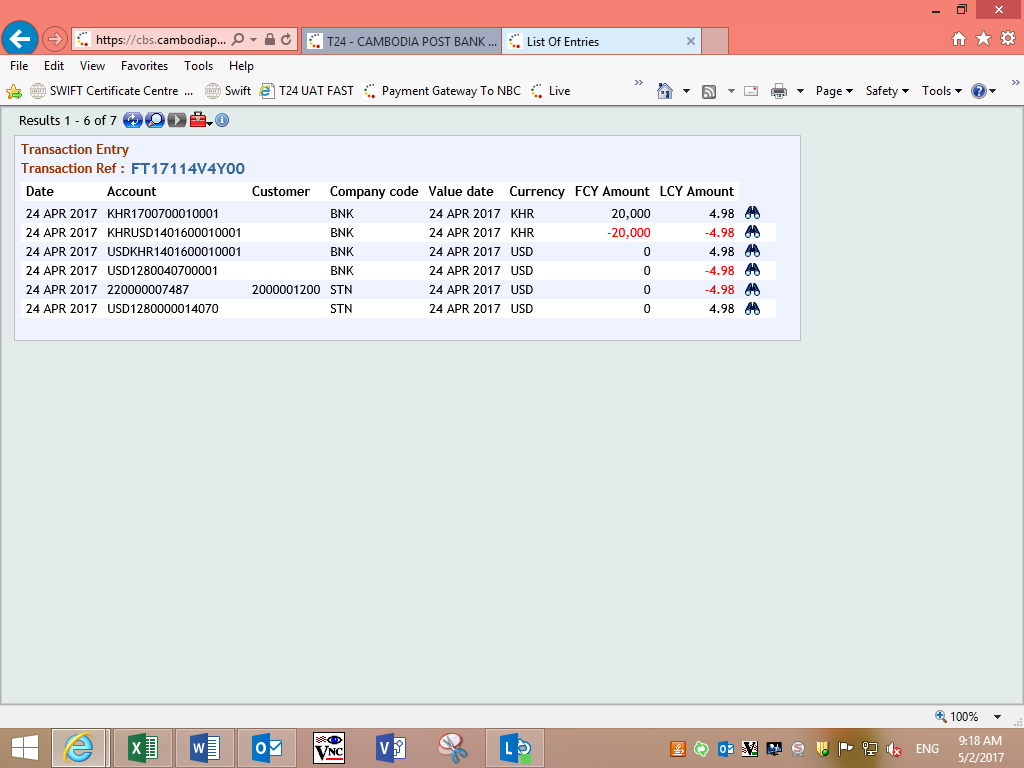 https://cbs.cambodiap...
T24 - CAMBODIA POST BANK ...
List Of Entries
File Edit View Favorites Tools Help
SWIFT Certificate Centre ... Swift T24 UAT FAST Payment Gateway To NBC Live » Page Safety Tools »
Results 1 - 6 of 7
Transaction Entry
Transaction Ref : FT17114V4Y00
Date Account Customer Company code Value date Currency FCY Amount LCY Amount
24 APR 2017 KHR1700700010001 BNK 24 APR 2017 KHR 20,000 4.98
24 APR 2017 KHRUSD1401600010001 BNK 24 APR 2017 KHR -20,000 -4.98
24 APR 2017 USDKHR1401600010001 BNK 24 APR 2017 USD 0 4.98
24 APR 2017 USD1280040700001 BNK 24 APR 2017 USD 0 -4.98
24 APR 2017 220000007487 2000001200 STN 24 APR 2017 USD 0 -4.98
24 APR 2017 USD1280000014070 STN 24 APR 2017 USD 0 4.98
100%
VNC
ENG
9:18 AM
5/2/2017